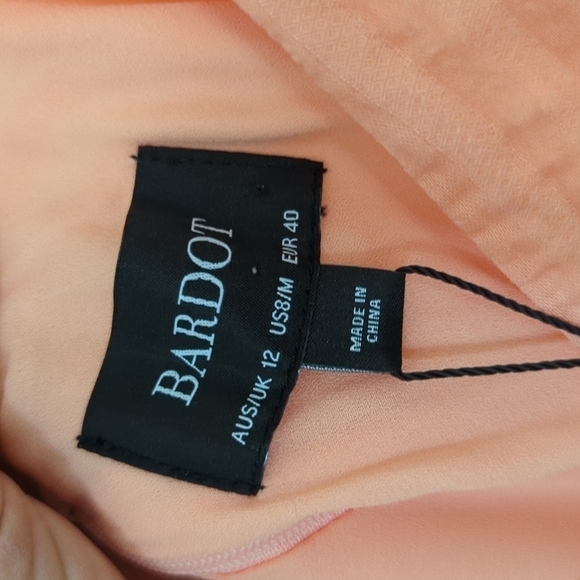 BARDOT
AUS/UK 12 US8/M EUR 40
MADE IN
CHINA